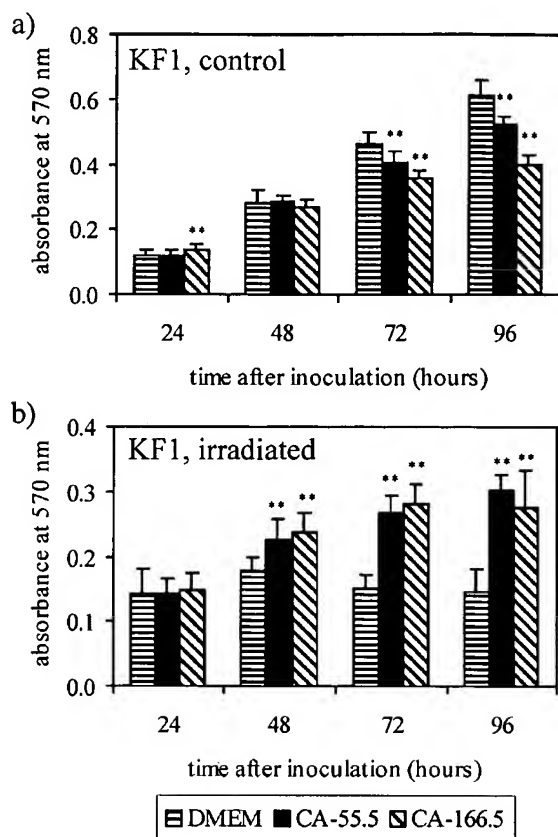 a)
KF1, control
absorbance at 570 nm
0.8
0.6
0.4
0.2
0.0
**
**
**
**
**
24 48 72 96
time after inoculation (hours)
b)
KF1, irradiated
absorbance at 570 nm
0.4
0.3
0.2
0.1
0.0
** **
** **
** **
24 48 72 96
time after inoculation (hours)
DMEM CA-55.5 CA-166.5